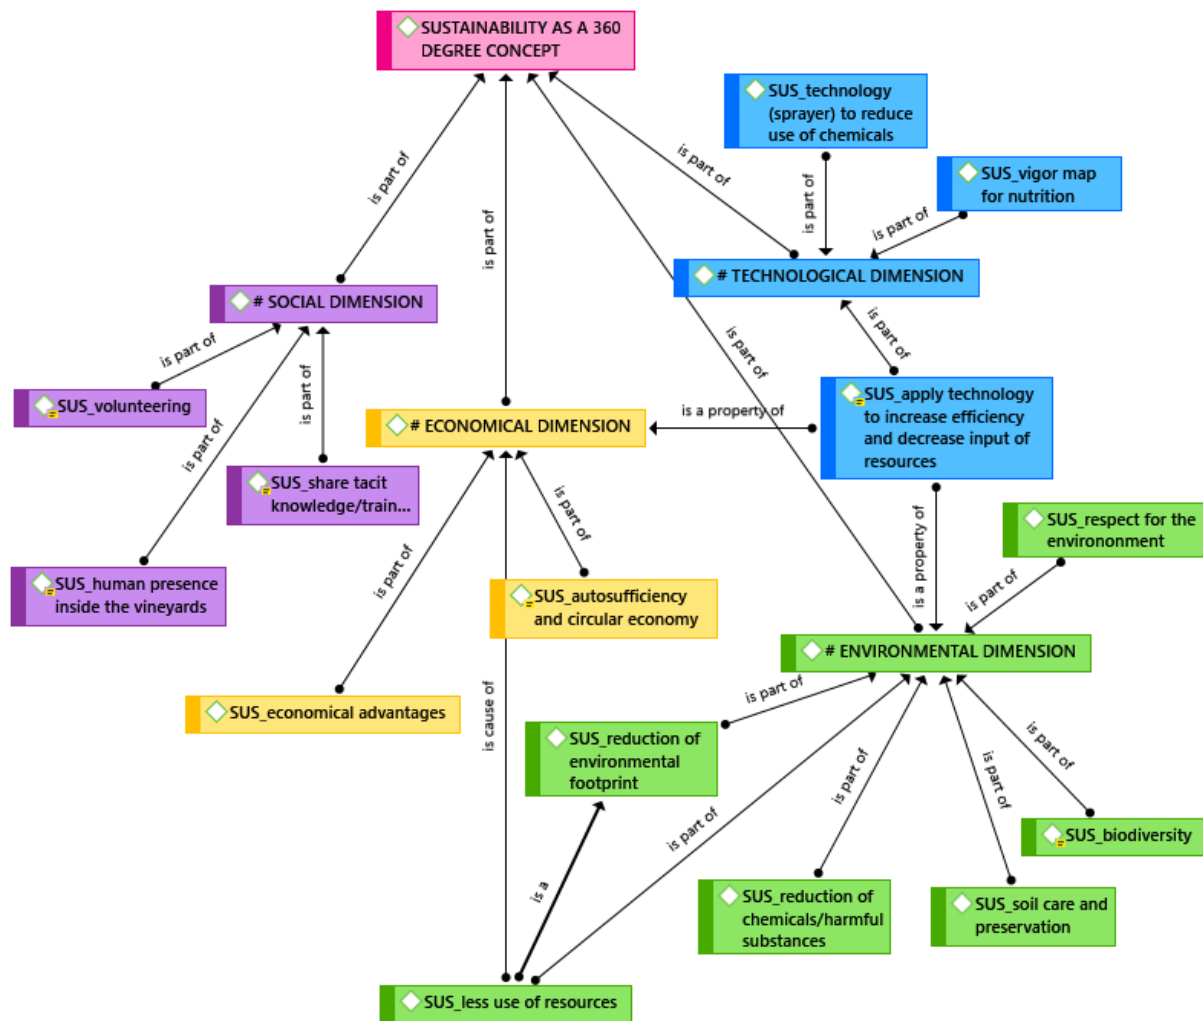 SUSTAINABILITY AS A 360
DEGREE CONCEPT
SUS_technology
(sprayer) to reduce
use of chemicals
is part of
is part of
is part of
is part of
SUS_vigor map
for nutrition
is part of
is part of
# TECHNOLOGICAL DIMENSION
# SOCIAL DIMENSION
is part of
is part of
is part of
is part of
is part of
SUS_volunteering
SUS_apply technology
to increase efficiency
and decrease input of
resources
is a property of
# ECONOMICAL DIMENSION
SUS_share tacit
knowledge/train...
is part of
is part of
is a property of
SUS_respect for the
environonment
is part of
SUS_human presence
inside the vineyards
SUS_autosufficiency
and circular economy
# ENVIRONMENTAL DIMENSION
SUS_economical advantages
is cause of
is part of
SUS_reduction of
environmental
footprint
is part of
is part of
is part of
is part of
SUS_biodiversity
is a
SUS_reduction of
chemicals/harmful
substances
SUS_soil care and
preservation
SUS_less use of resources